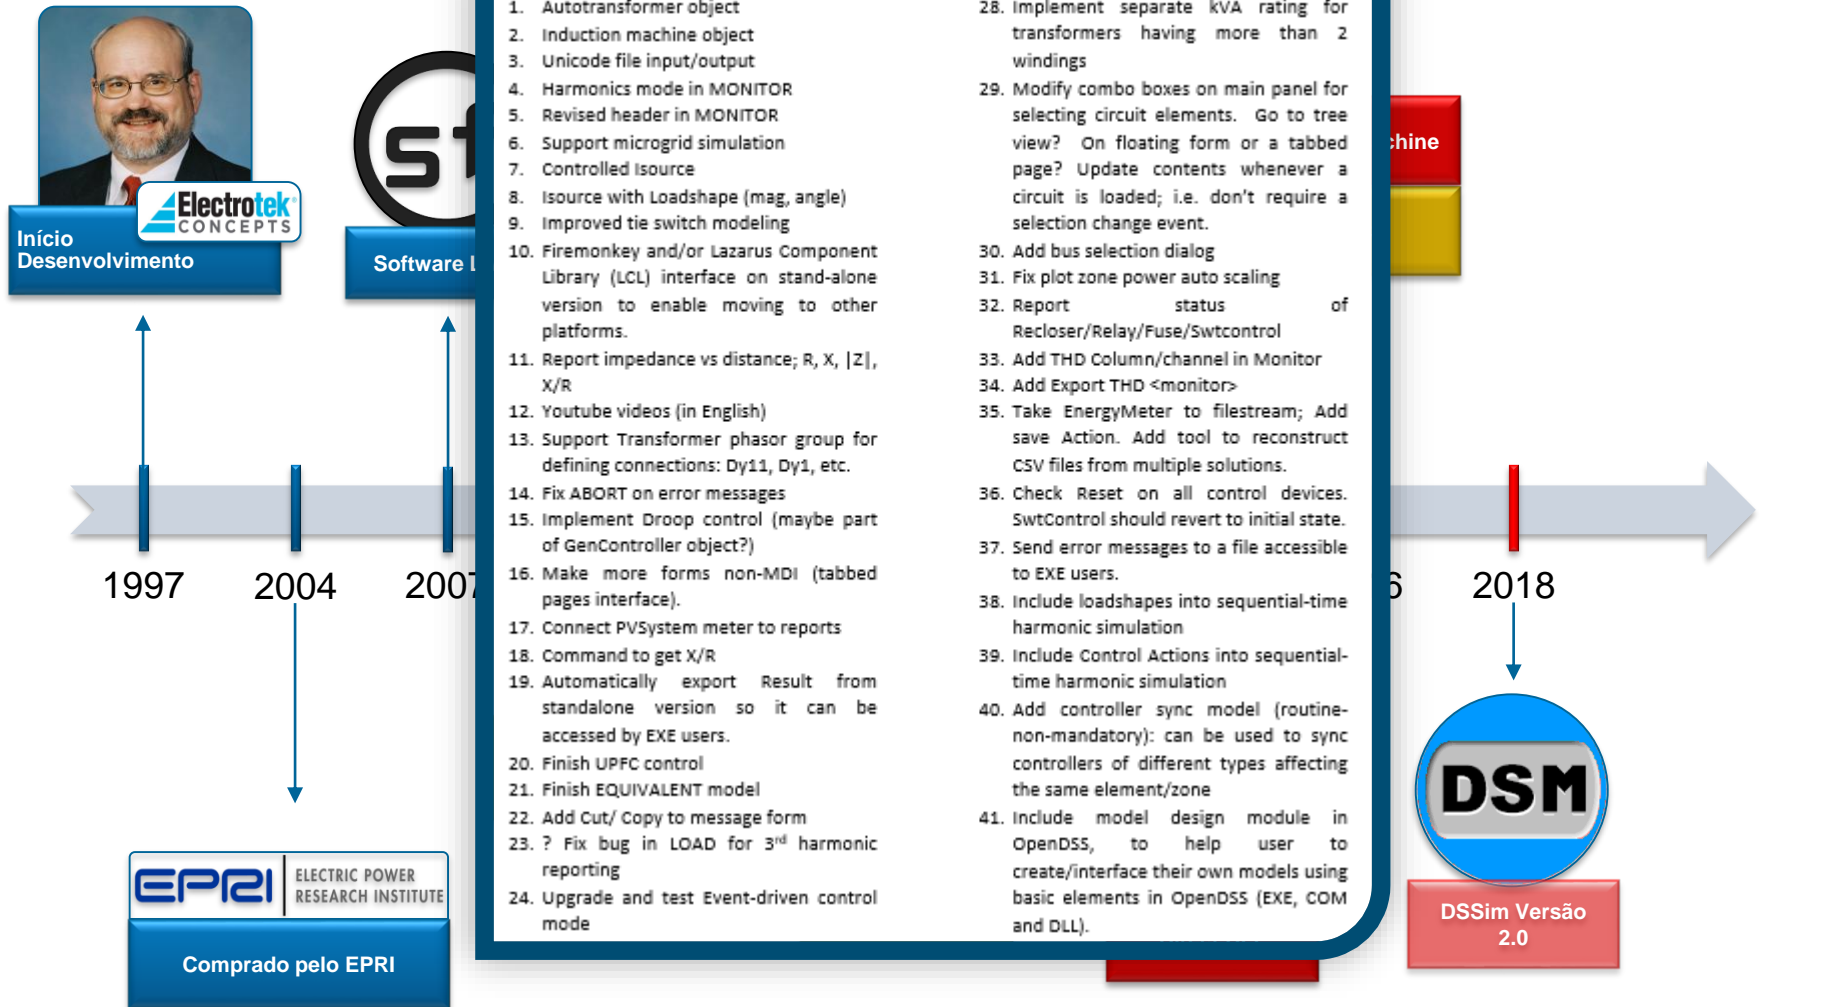 Electrotek
CONCEPTS
Início
Desenvolvimento
Software
1. Autotransformer object
2. Induction machine object
3. Unicode file input/output
4. Harmonics mode in MONITOR
5. Revised header in MONITOR
6. Support microgrid simulation
7. Controlled Isource
8. Isource with Loadshape (mag, angle)
9. Improved tie switch modeling
10. Firemonkey and/or Lazarus Component
Library (LCL) interface on stand-alone
version to enable moving to other
platforms.
11. Report impedance vs distance; R, X, |Z|,
X/R
12. Youtube videos (in English)
13. Support Transformer phasor group for
defining connections: Dy11, Dy1, etc.
14. Fix ABORT on error messages
15. Implement Droop control (maybe part
of GenController object?)
16. Make more forms non-MDI (tabbed
pages interface).
17. Connect PVSystem meter to reports
18. Command to get X/R
19. Automatically export Result from
standalone version so it can be
accessed by EXE users.
20. Finish UPFC control
21. Finish EQUIVALENT model
22. Add Cut/ Copy to message form
23. ? Fix bug in LOAD for 3rd harmonic
reporting
24. Upgrade and test Event-driven control
mode
28. Implement separate kVA rating for
transformers having more than 2
windings
29. Modify combo boxes on main panel for
selecting circuit elements. Go to tree
view? On floating form or a tabbed
page? Update contents whenever a
circuit is loaded; i.e. don't require a
selection change event.
30. Add bus selection dialog
31. Fix plot zone power auto scaling
32. Report status of
Recloser/Relay/Fuse/Swtcontrol
33. Add THD Column/channel in Monitor
34. Add Export THD <monitor>
35. Take EnergyMeter to filestream; Add
save Action. Add tool to reconstruct
CSV files from multiple solutions.
36. Check Reset on all control devices.
SwtControl should revert to initial state.
37. Send error messages to a file accessible
to EXE users.
38. Include loadshapes into sequential-time
harmonic simulation
39. Include Control Actions into sequential-
time harmonic simulation
40. Add controller sync model (routine-
non-mandatory): can be used to sync
controllers of different types affecting
the same element/zone
41. Include model design module in
OpenDSS, to help user to
create/interface their own models using
basic elements in OpenDSS (EXE, COM
and DLL).
1997
2004
2007
2018
EPRI
ELECTRIC POWER
RESEARCH INSTITUTE
Comprado pelo EPRI
DSM
DSSim Versão
2.0